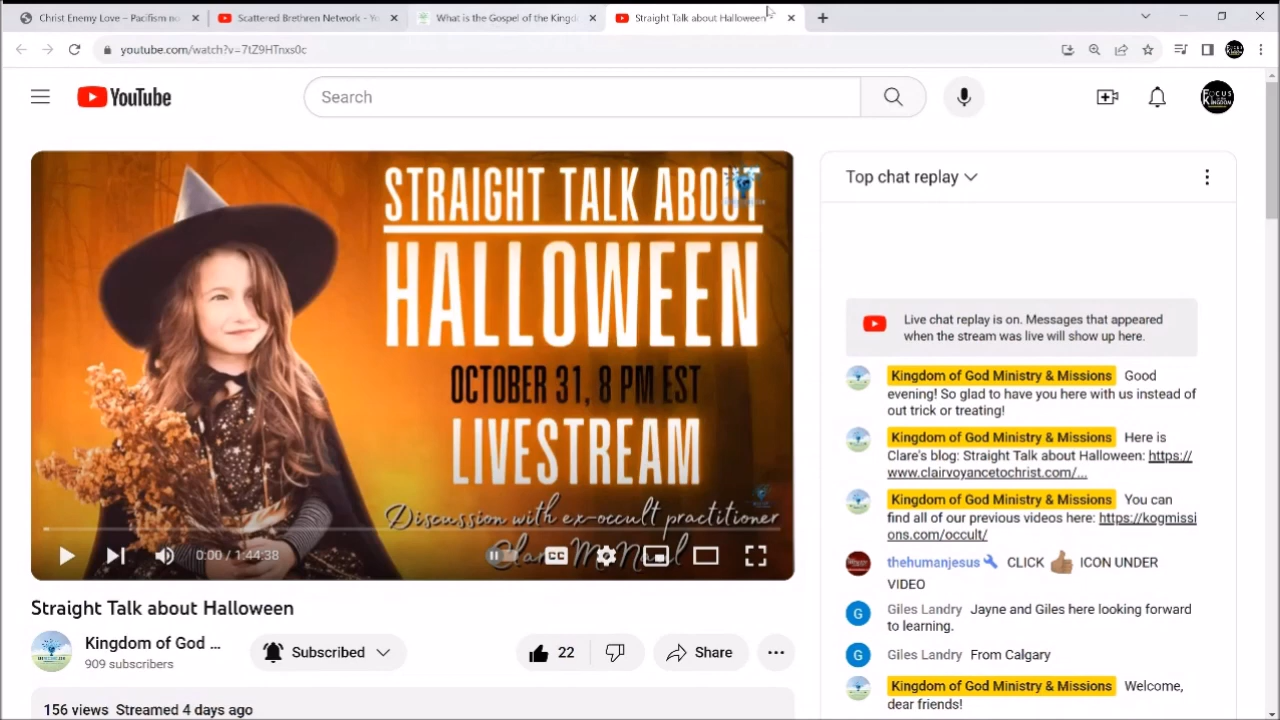 Christ Enemy Love – Pacifism no
Scattered Brethren Network - Yo
What is the Gospel of the Kingd
Straight Talk about Halloween
youtube.com/watch?v=7tZ9HTnxs0c
YouTube
Search
FOCUS
KINGDOM
STRAIGHT TALK ABOUT
HALLOWEEN
OCTOBER 31, 8 PM EST
LIVESTREAM
Discussion with ex-occult practitioner
0:00 / 1:44:38
CC
Straight Talk about Halloween
Kingdom of God ...
909 subscribers
Subscribed
22
Share
156 views Streamed 4 days ago
Top chat replay
Live chat replay is on. Messages that appeared
when the stream was live will show up here.
Kingdom of God Ministry & Missions Good
evening! So glad to have you here with us instead of
out trick or treating!
Kingdom of God Ministry & Missions Here is
Clare's blog: Straight Talk about Halloween: https://
www.clairvoyancetochrist.com/...
Kingdom of God Ministry & Missions You can
find all of our previous videos here: https://kogmissi
ons.com/occult/
thehumanjesus CLICK 👍 ICON UNDER
VIDEO
G
Giles Landry Jayne and Giles here looking forward
to learning.
G
Giles Landry From Calgary
Kingdom of God Ministry & Missions Welcome,
dear friends!